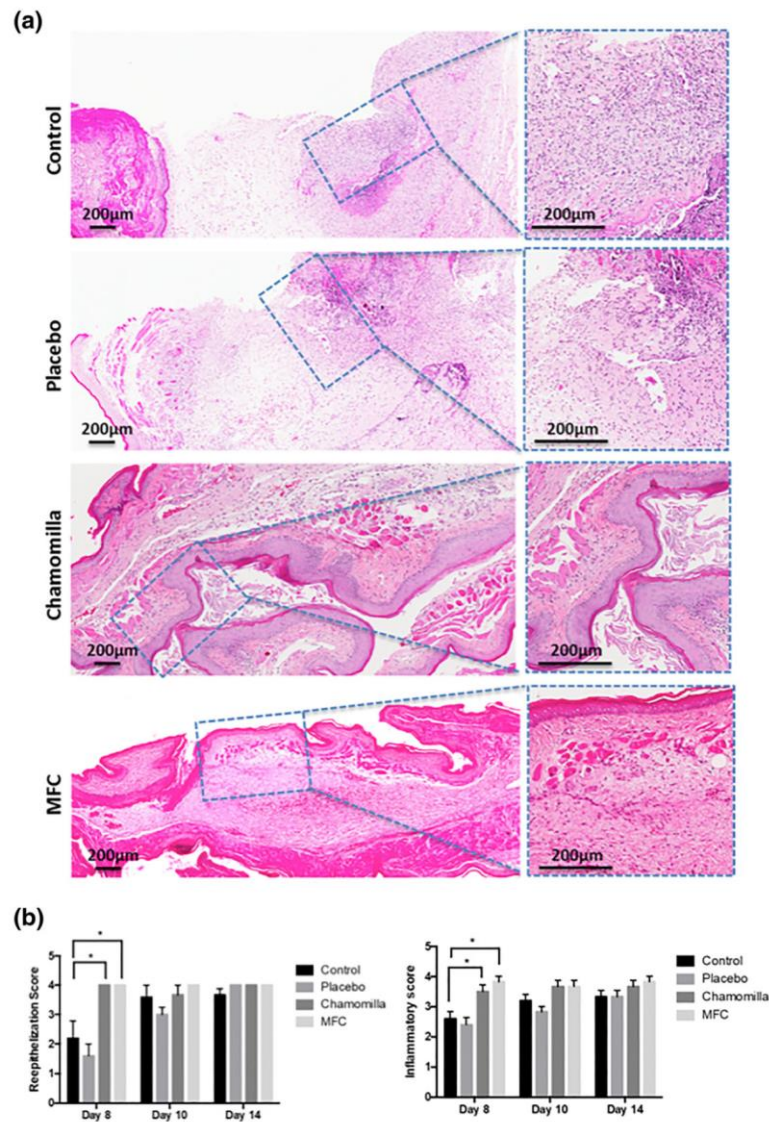 (a)
Control
200µm
200µm
Placebo
200µm
200µm
Chamomilla
200µm
200µm
MFC
200µm
200µm
(b)
Reepithelization Score
5
4
3
2
1
0
*
*
Day 8
Day 10
Day 14
Control
Placebo
Chamomilla
MFC
Inflammatory score
5
4
3
2
1
0
*
*
Day 8
Day 10
Day 14
Control
Placebo
Chamomilla
MFC